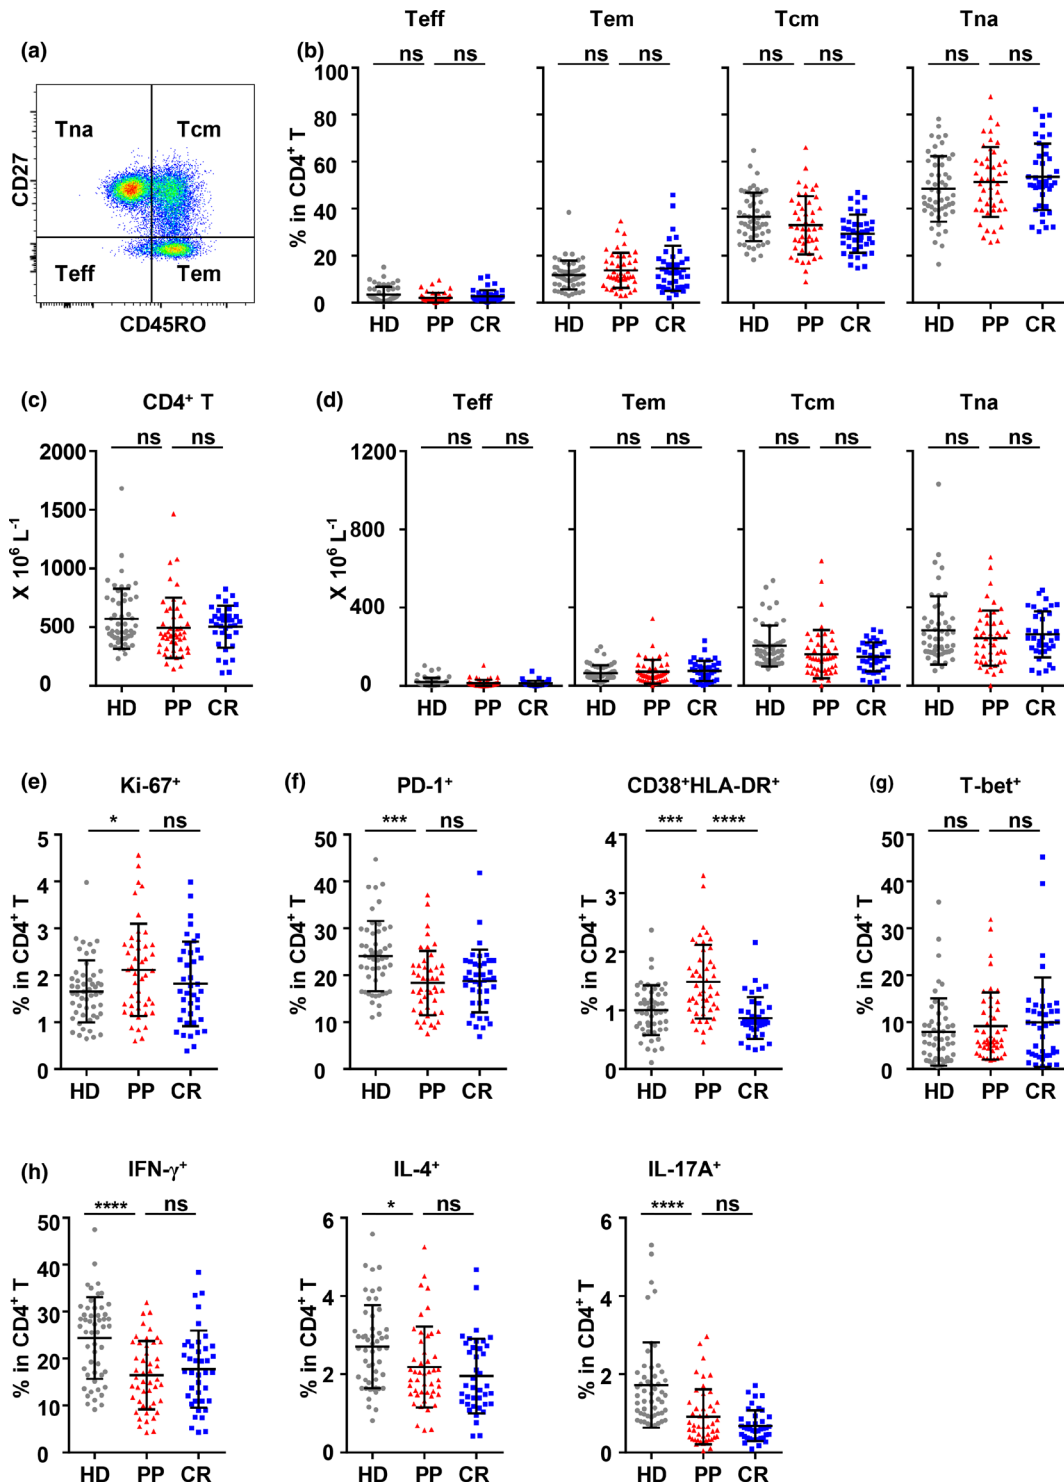 (a)
Tna Tcm
Teff Tem
CD27
CD45RO
(b)
Teff Tem Tcm Tna
ns ns ns ns ns ns ns ns
% in CD4⁺ T
100
80
60
40
20
0
HD PP CR HD PP CR HD PP CR HD PP CR
(c)
CD4⁺ T
ns ns
X 10⁶ L⁻¹
2000
1500
1000
500
0
HD PP CR
(d)
Teff Tem Tcm Tna
ns ns ns ns ns ns ns ns
X 10⁶ L⁻¹
1200
800
400
0
HD PP CR HD PP CR HD PP CR HD PP CR
(e)
Ki-67⁺
* ns
% in CD4⁺ T
5
4
3
2
1
0
HD PP CR
(f)
PD-1⁺
*** ns
% in CD4⁺ T
50
40
30
20
10
0
HD PP CR
CD38⁺HLA-DR⁺
*** ****
% in CD4⁺ T
4
3
2
1
0
HD PP CR
(g)
T-bet⁺
ns ns
% in CD4⁺ T
50
40
30
20
10
0
HD PP CR
(h)
IFN-γ⁺
**** ns
% in CD4⁺ T
50
40
30
20
10
0
HD PP CR
IL-4⁺
* ns
% in CD4⁺ T
6
4
2
0
HD PP CR
IL-17A⁺
**** ns
% in CD4⁺ T
6
4
2
0
HD PP CR